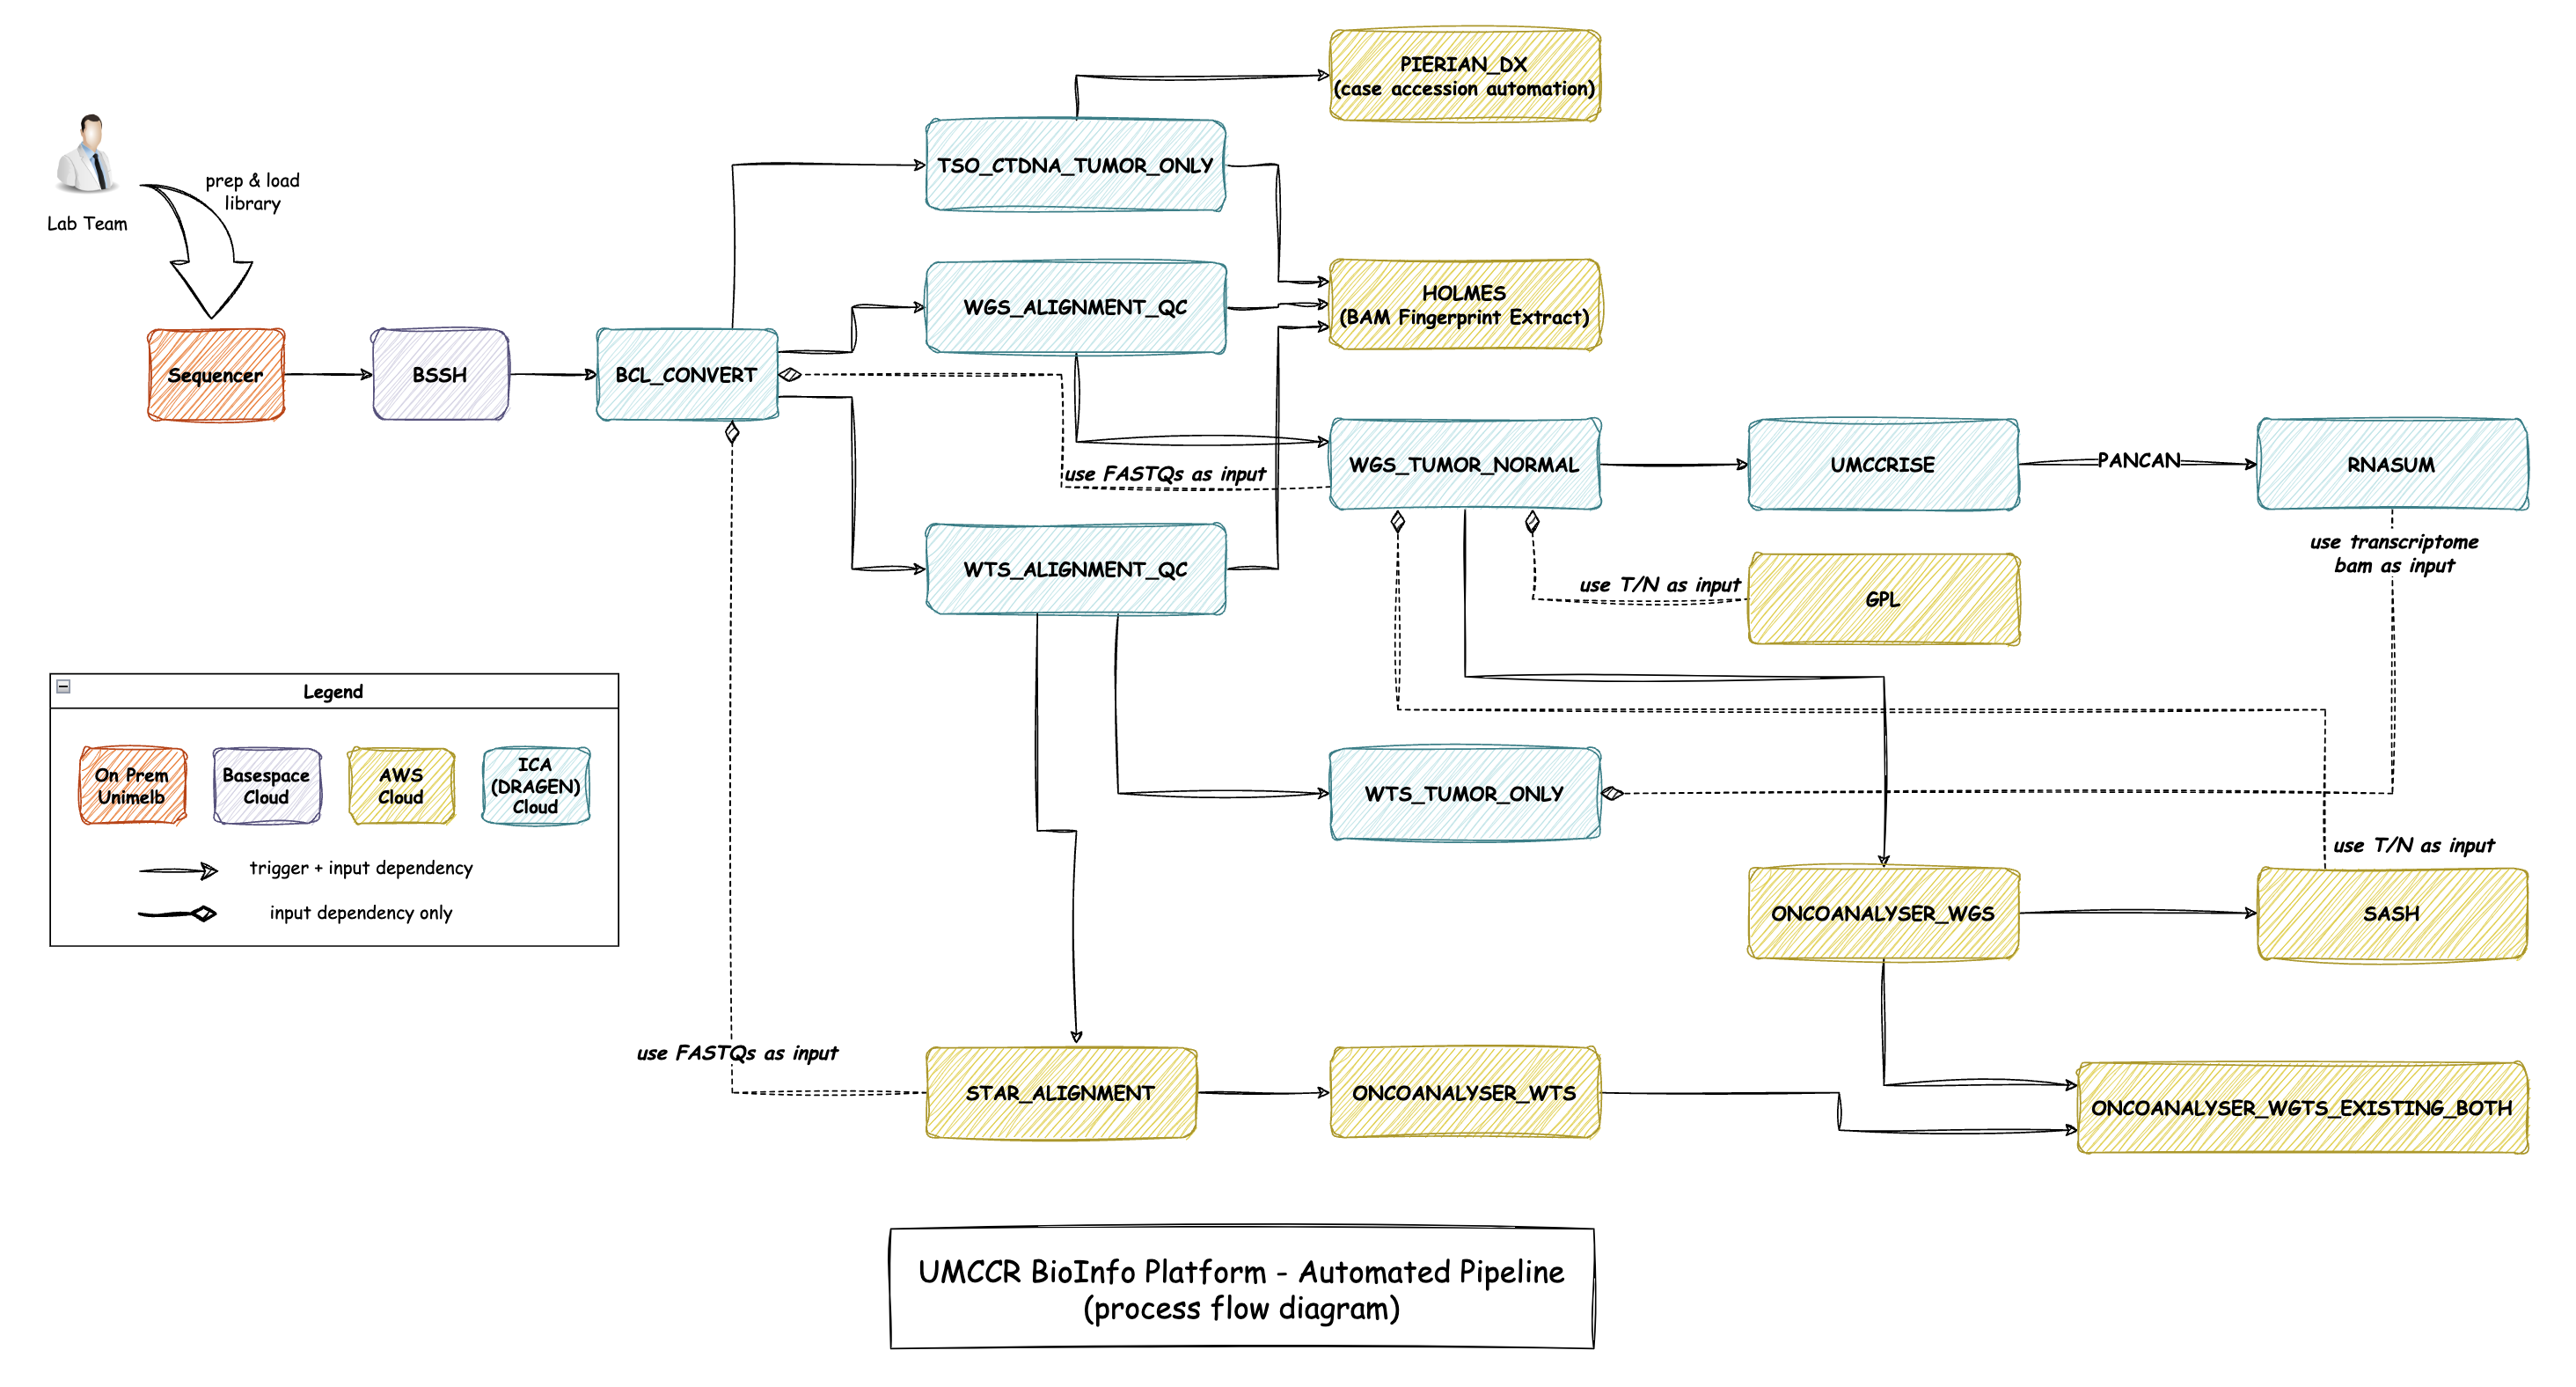 PIERIAN_DX
(case accession automation)
TSO_CTDNA_TUMOR_ONLY
prep & load
library
Lab Team
WGS_ALIGNMENT_QC
HOLMES
(BAM Fingerprint Extract)
Sequencer
BSSH
BCL_CONVERT
use FASTQs as input
WGS_TUMOR_NORMAL
UMCCRISE
PANCAN
RNASUM
use transcriptome
bam as input
WTS_ALIGNMENT_QC
use T/N as input
GPL
Legend
On Prem
Unimelb
Basespace
Cloud
AWS
Cloud
ICA
(DRAGEN)
Cloud
trigger + input dependency
input dependency only
WTS_TUMOR_ONLY
use T/N as input
ONCOANALYSER_WGS
SASH
use FASTQs as input
STAR_ALIGNMENT
ONCOANALYSER_WTS
ONCOANALYSER_WGTS_EXISTING_BOTH
UMCCR BioInfo Platform - Automated Pipeline
(process flow diagram)